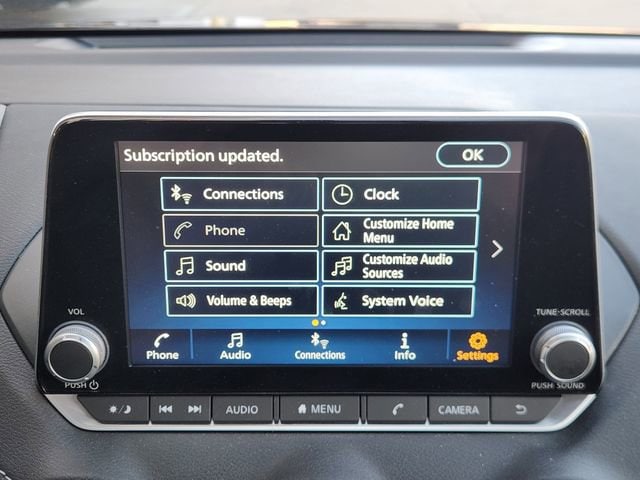 Subscription updated. OK
Connections Clock
Phone Customize Home
Menu
Sound Customize Audio
Sources
Volume & Beeps System Voice
VOL TUNE·SCROLL
Phone Audio Connections Info Settings
PUSH PUSH: SOUND
AUDIO MENU CAMERA